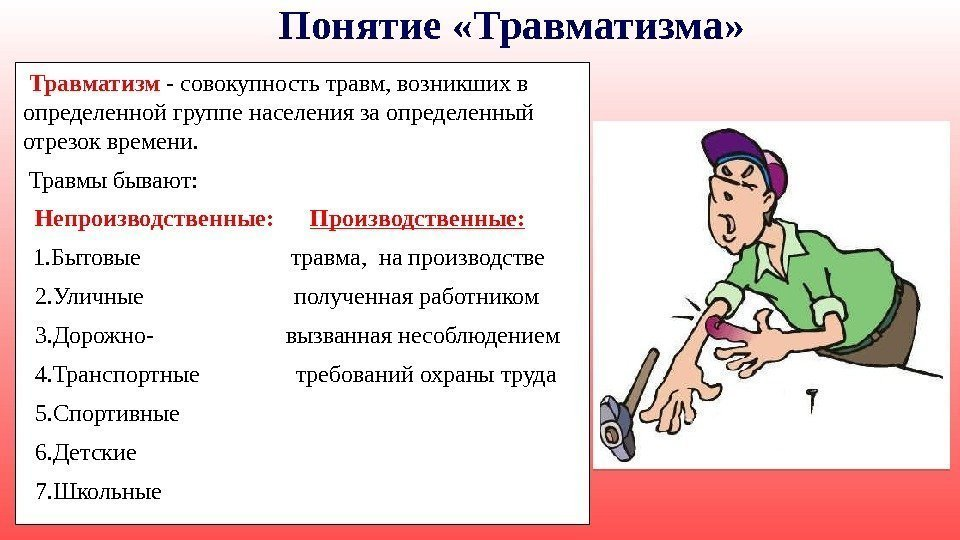 Понятие «Травматизма»
Травматизм - совокупность травм, возникших в
определенной группе населения за определенный
отрезок времени.
Травмы бывают:
Непроизводственные: Производственные:
1.Бытовые травма, на производстве
2.Уличные полученная работником
3.Дорожно- вызванная несоблюдением
4.Транспортные требований охраны труда
5.Спортивные
6.Детские
7.Школьные